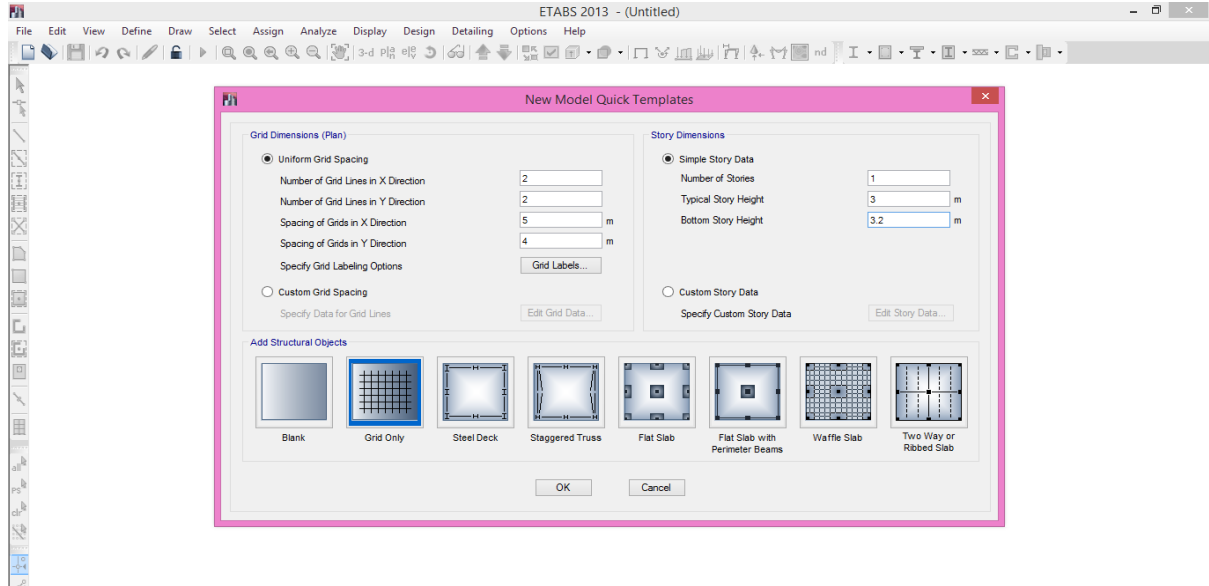 ETABS 2013 - (Untitled)
File Edit View Define Draw Select Assign Analyze Display Design Detailing Options Help
3-d nd
New Model Quick Templates
Grid Dimensions (Plan)
Uniform Grid Spacing
Number of Grid Lines in X Direction 2
Number of Grid Lines in Y Direction 2
Spacing of Grids in X Direction 5 m
Spacing of Grids in Y Direction 4 m
Specify Grid Labeling Options Grid Labels...
Custom Grid Spacing
Specify Data for Grid Lines Edit Grid Data...
Story Dimensions
Simple Story Data
Number of Stories 1
Typical Story Height 3 m
Bottom Story Height 3.2 m
Custom Story Data
Specify Custom Story Data Edit Story Data...
Add Structural Objects
Blank
Grid Only
Steel Deck
Staggered Truss
Flat Slab
Flat Slab with
Perimeter Beams
Waffle Slab
Two Way or
Ribbed Slab
OK Cancel
all
PS
clr